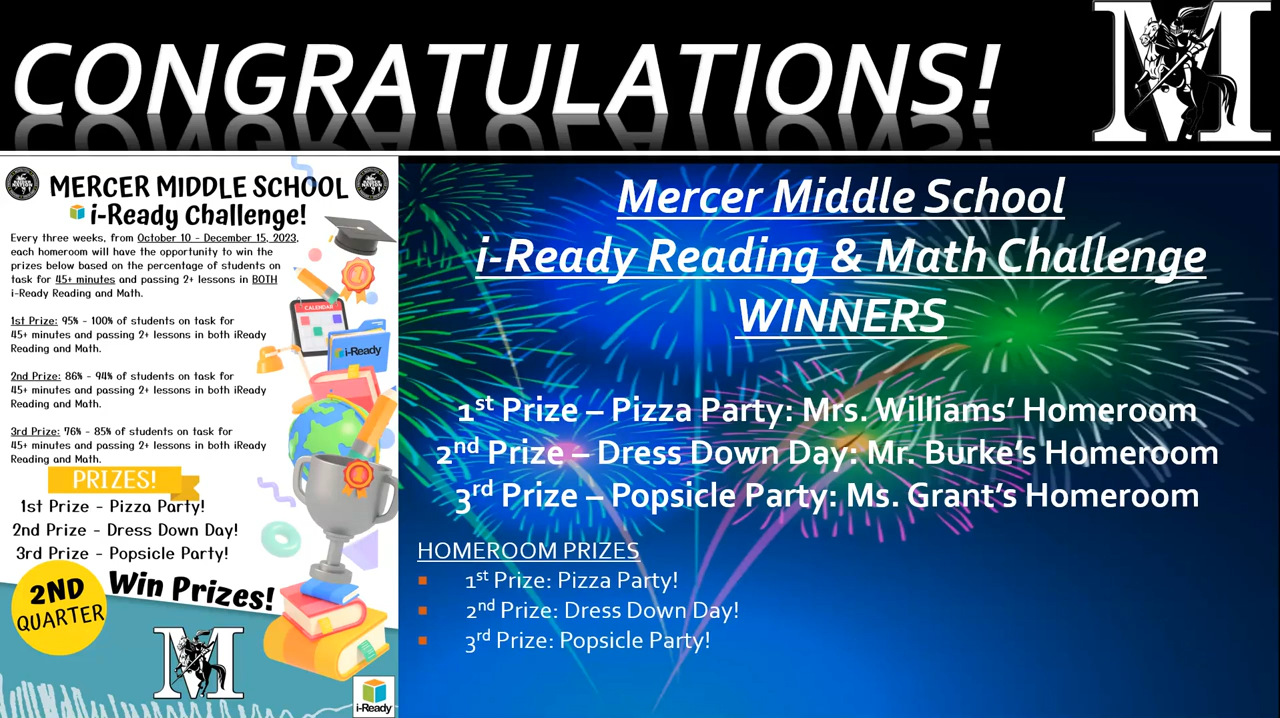 CONGRATULATIONS!
M
MERCER MIDDLE SCHOOL
i-Ready Challenge!
Every three weeks, from October 10 - December 15, 2023,
each homeroom will have the opportunity to win the
prizes below based on the percentage of students on
task for 45+ minutes and passing 2+ lessons in BOTH
i-Ready Reading and Math.
1st Prize: 95% - 100% of students on task for
45+ minutes and passing 2+ lessons in both iReady
Reading and Math.
2nd Prize: 86% - 94% of students on task for
45+ minutes and passing 2+ lessons in both iReady
Reading and Math.
3rd Prize: 76% - 85% of students on task for
45+ minutes and passing 2+ lessons in both iReady
Reading and Math.
CALENDAR
i-Ready
PRIZES!
1st Prize - Pizza Party!
2nd Prize - Dress Down Day!
3rd Prize - Popsicle Party!
2ND
QUARTER
Win Prizes!
M
i-Ready
Mercer Middle School
i-Ready Reading & Math Challenge
WINNERS
1st Prize – Pizza Party: Mrs. Williams’ Homeroom
2nd Prize – Dress Down Day: Mr. Burke’s Homeroom
3rd Prize – Popsicle Party: Ms. Grant’s Homeroom
HOMEROOM PRIZES
1st Prize: Pizza Party!
2nd Prize: Dress Down Day!
3rd Prize: Popsicle Party!